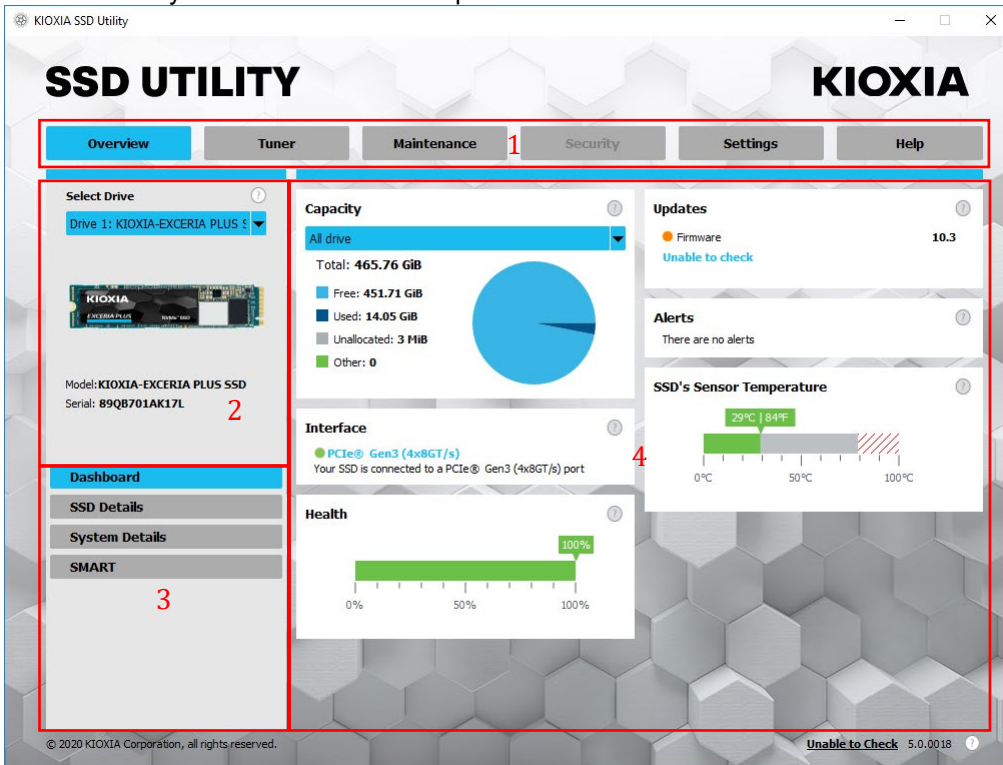 KIOXIA SSD Utility
SSD UTILITY
KIOXIA
Overview
Tuner
Maintenance
1
Security
Settings
Help
Select Drive
?
Drive 1: KIOXIA-EXCERIA PLUS S
KIOXIA
EXCERIA PLUS
NVMe™ SSD
Model:KIOXIA-EXCERIA PLUS SSD
Serial: 89QB701AK17L
2
Dashboard
SSD Details
System Details
SMART
3
Capacity
?
All drive
Total: 465.76 GiB
Free: 451.71 GiB
Used: 14.05 GiB
Unallocated: 3 MiB
Other: 0
Interface
?
PCIe® Gen3 (4x8GT/s)
Your SSD is connected to a PCIe® Gen3 (4x8GT/s) port
4
Health
?
100%
0% 50% 100%
Updates
?
Firmware 10.3
Unable to check
Alerts
?
There are no alerts
SSD's Sensor Temperature
?
29°C | 84°F
0°C 50°C 100°C
© 2020 KIOXIA Corporation, all rights reserved.
Unable to Check 5.0.0018 ?